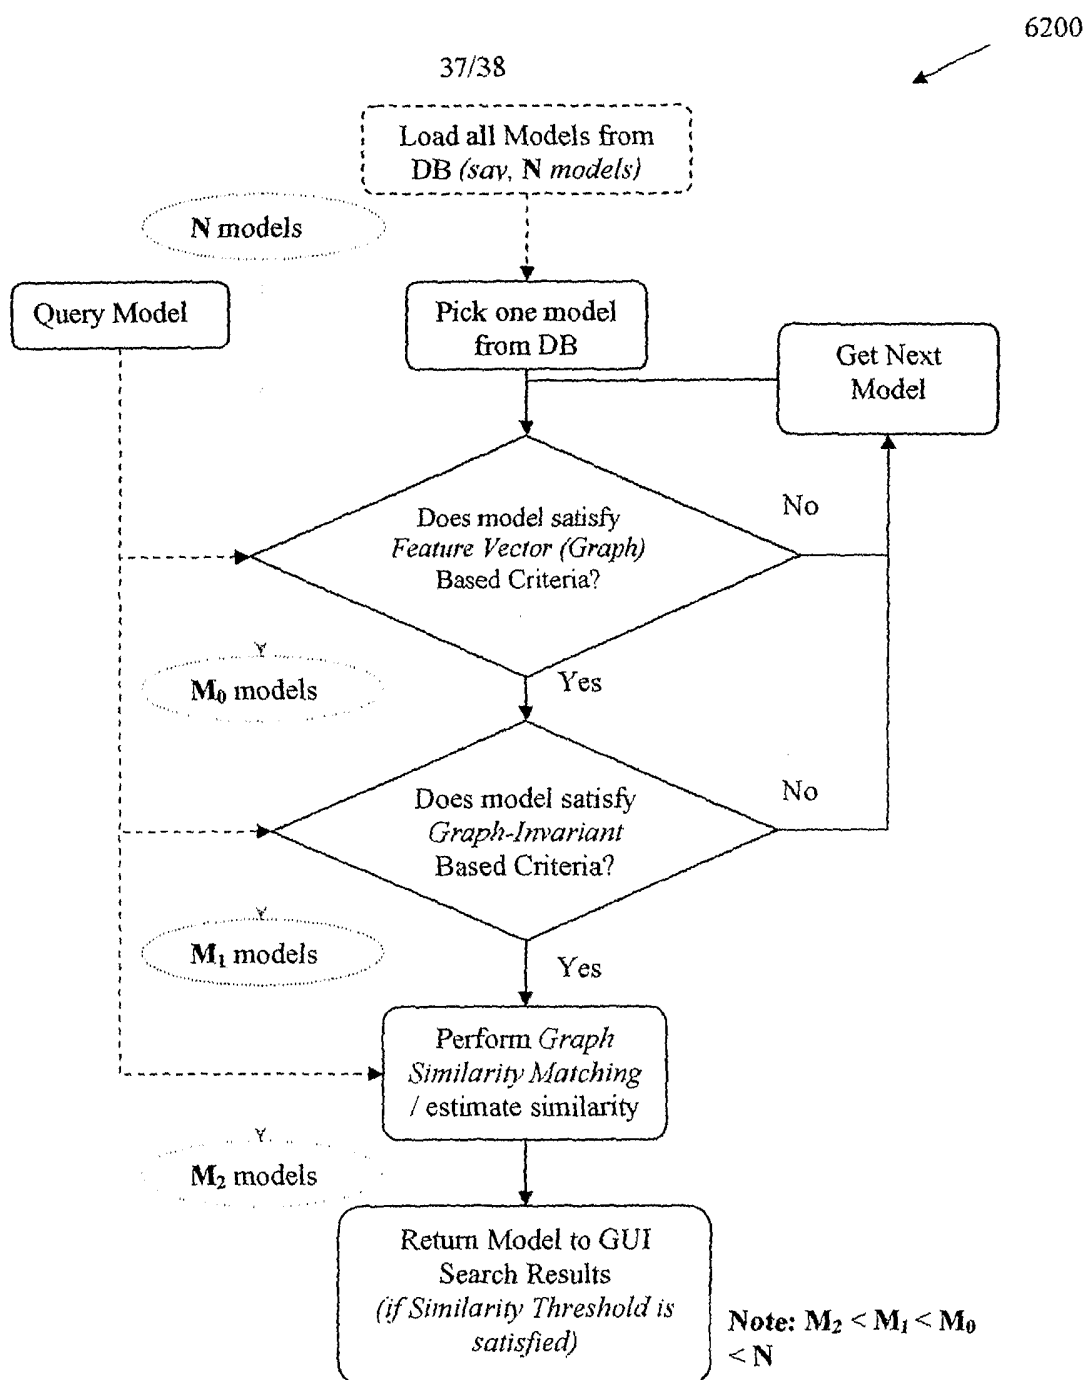 6200
37/38
Load all Models from
DB (sav, N models)
N models
Query Model
Pick one model
from DB
Get Next
Model
Does model satisfy
Feature Vector (Graph)
Based Criteria?
No
M₀ models
Yes
Does model satisfy
Graph-Invariant
Based Criteria?
No
M₁ models
Yes
Perform Graph
Similarity Matching
/ estimate similarity
M₂ models
Return Model to GUI
Search Results
(if Similarity Threshold is
satisfied)
Note: M₂ < M₁ < M₀
< N